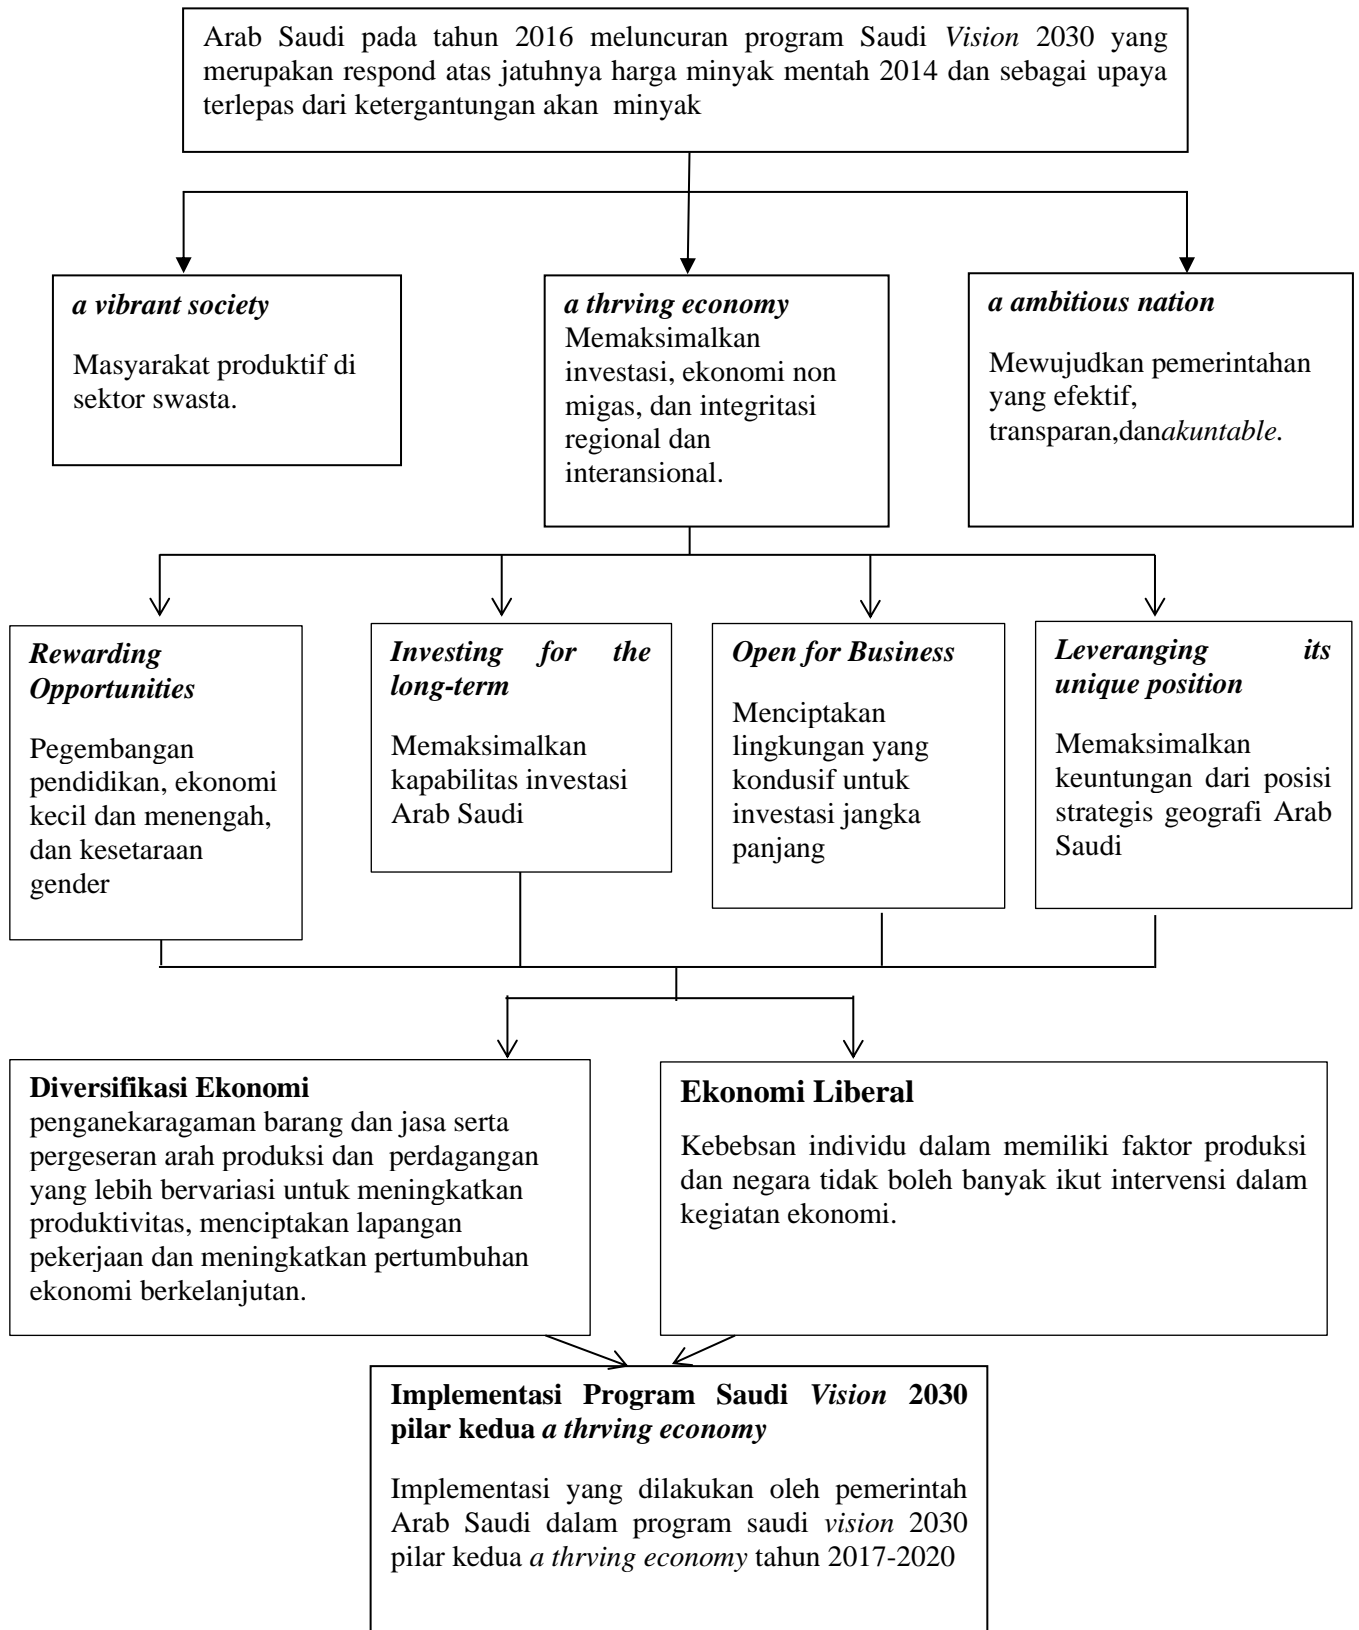 Arab Saudi pada tahun 2016 meluncuran program Saudi Vision 2030 yang
merupakan respond atas jatuhnya harga minyak mentah 2014 dan sebagai upaya
terlepas dari ketergantungan akan minyak
a vibrant society
Masyarakat produktif di
sektor swasta.
a thrving economy
Memaksimalkan
investasi, ekonomi non
migas, dan integritasi
regional dan
interansional.
a ambitious nation
Mewujudkan pemerintahan
yang efektif,
transparan,danakuntable.
Rewarding
Opportunities
Pegembangan
pendidikan, ekonomi
kecil dan menengah,
dan kesetaraan
gender
Investing for the
long-term
Memaksimalkan
kapabilitas investasi
Arab Saudi
Open for Business
Menciptakan
lingkungan yang
kondusif untuk
investasi jangka
panjang
Leveranging its
unique position
Memaksimalkan
keuntungan dari posisi
strategis geografi Arab
Saudi
Diversifikasi Ekonomi
penganekaragaman barang dan jasa serta
pergeseran arah produksi dan perdagangan
yang lebih bervariasi untuk meningkatkan
produktivitas, menciptakan lapangan
pekerjaan dan meningkatkan pertumbuhan
ekonomi berkelanjutan.
Ekonomi Liberal
Kebebsan individu dalam memiliki faktor produksi
dan negara tidak boleh banyak ikut intervensi dalam
kegiatan ekonomi.
Implementasi Program Saudi Vision 2030
pilar kedua a thrving economy
Implementasi yang dilakukan oleh pemerintah
Arab Saudi dalam program saudi vision 2030
pilar kedua a thrving economy tahun 2017-2020